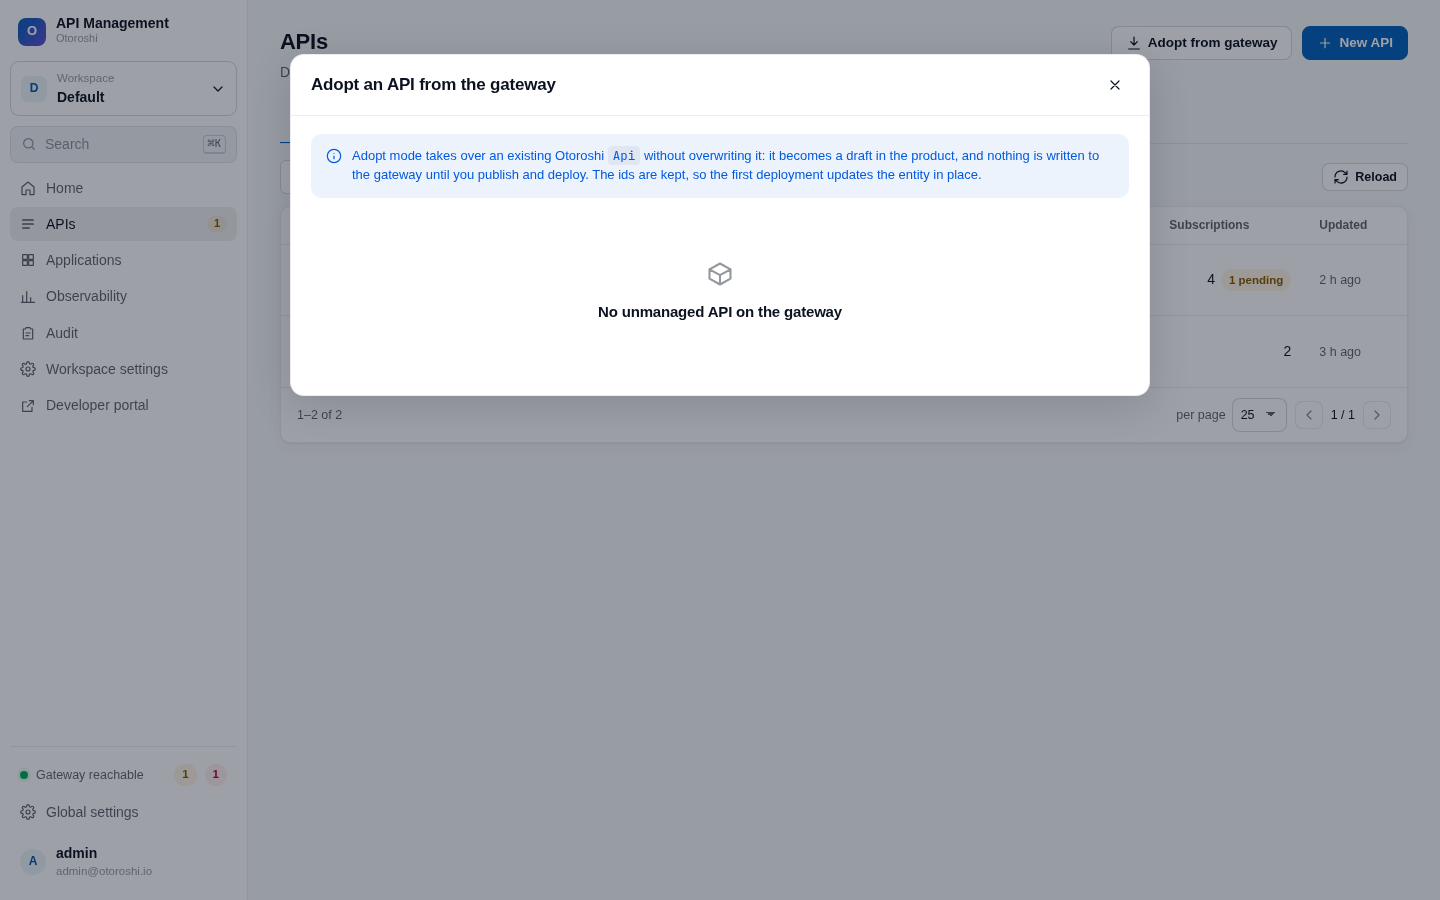 API Management
Otoroshi
D
Workspace
Default
Search
⌘K
Home
APIs
1
Applications
Observability
Audit
Workspace settings
Developer portal
Gateway reachable
1
1
Global settings
A
admin
admin@otoroshi.io
O
APIs
Adopt from gateway
New API
D
Adopt an API from the gateway
Adopt mode takes over an existing Otoroshi Api without overwriting it: it becomes a draft in the product, and nothing is written to
the gateway until you publish and deploy. The ids are kept, so the first deployment updates the entity in place.
No unmanaged API on the gateway
Reload
Subscriptions
Updated
4
1 pending
2 h ago
2
3 h ago
1–2 of 2
per page
25
1 / 1